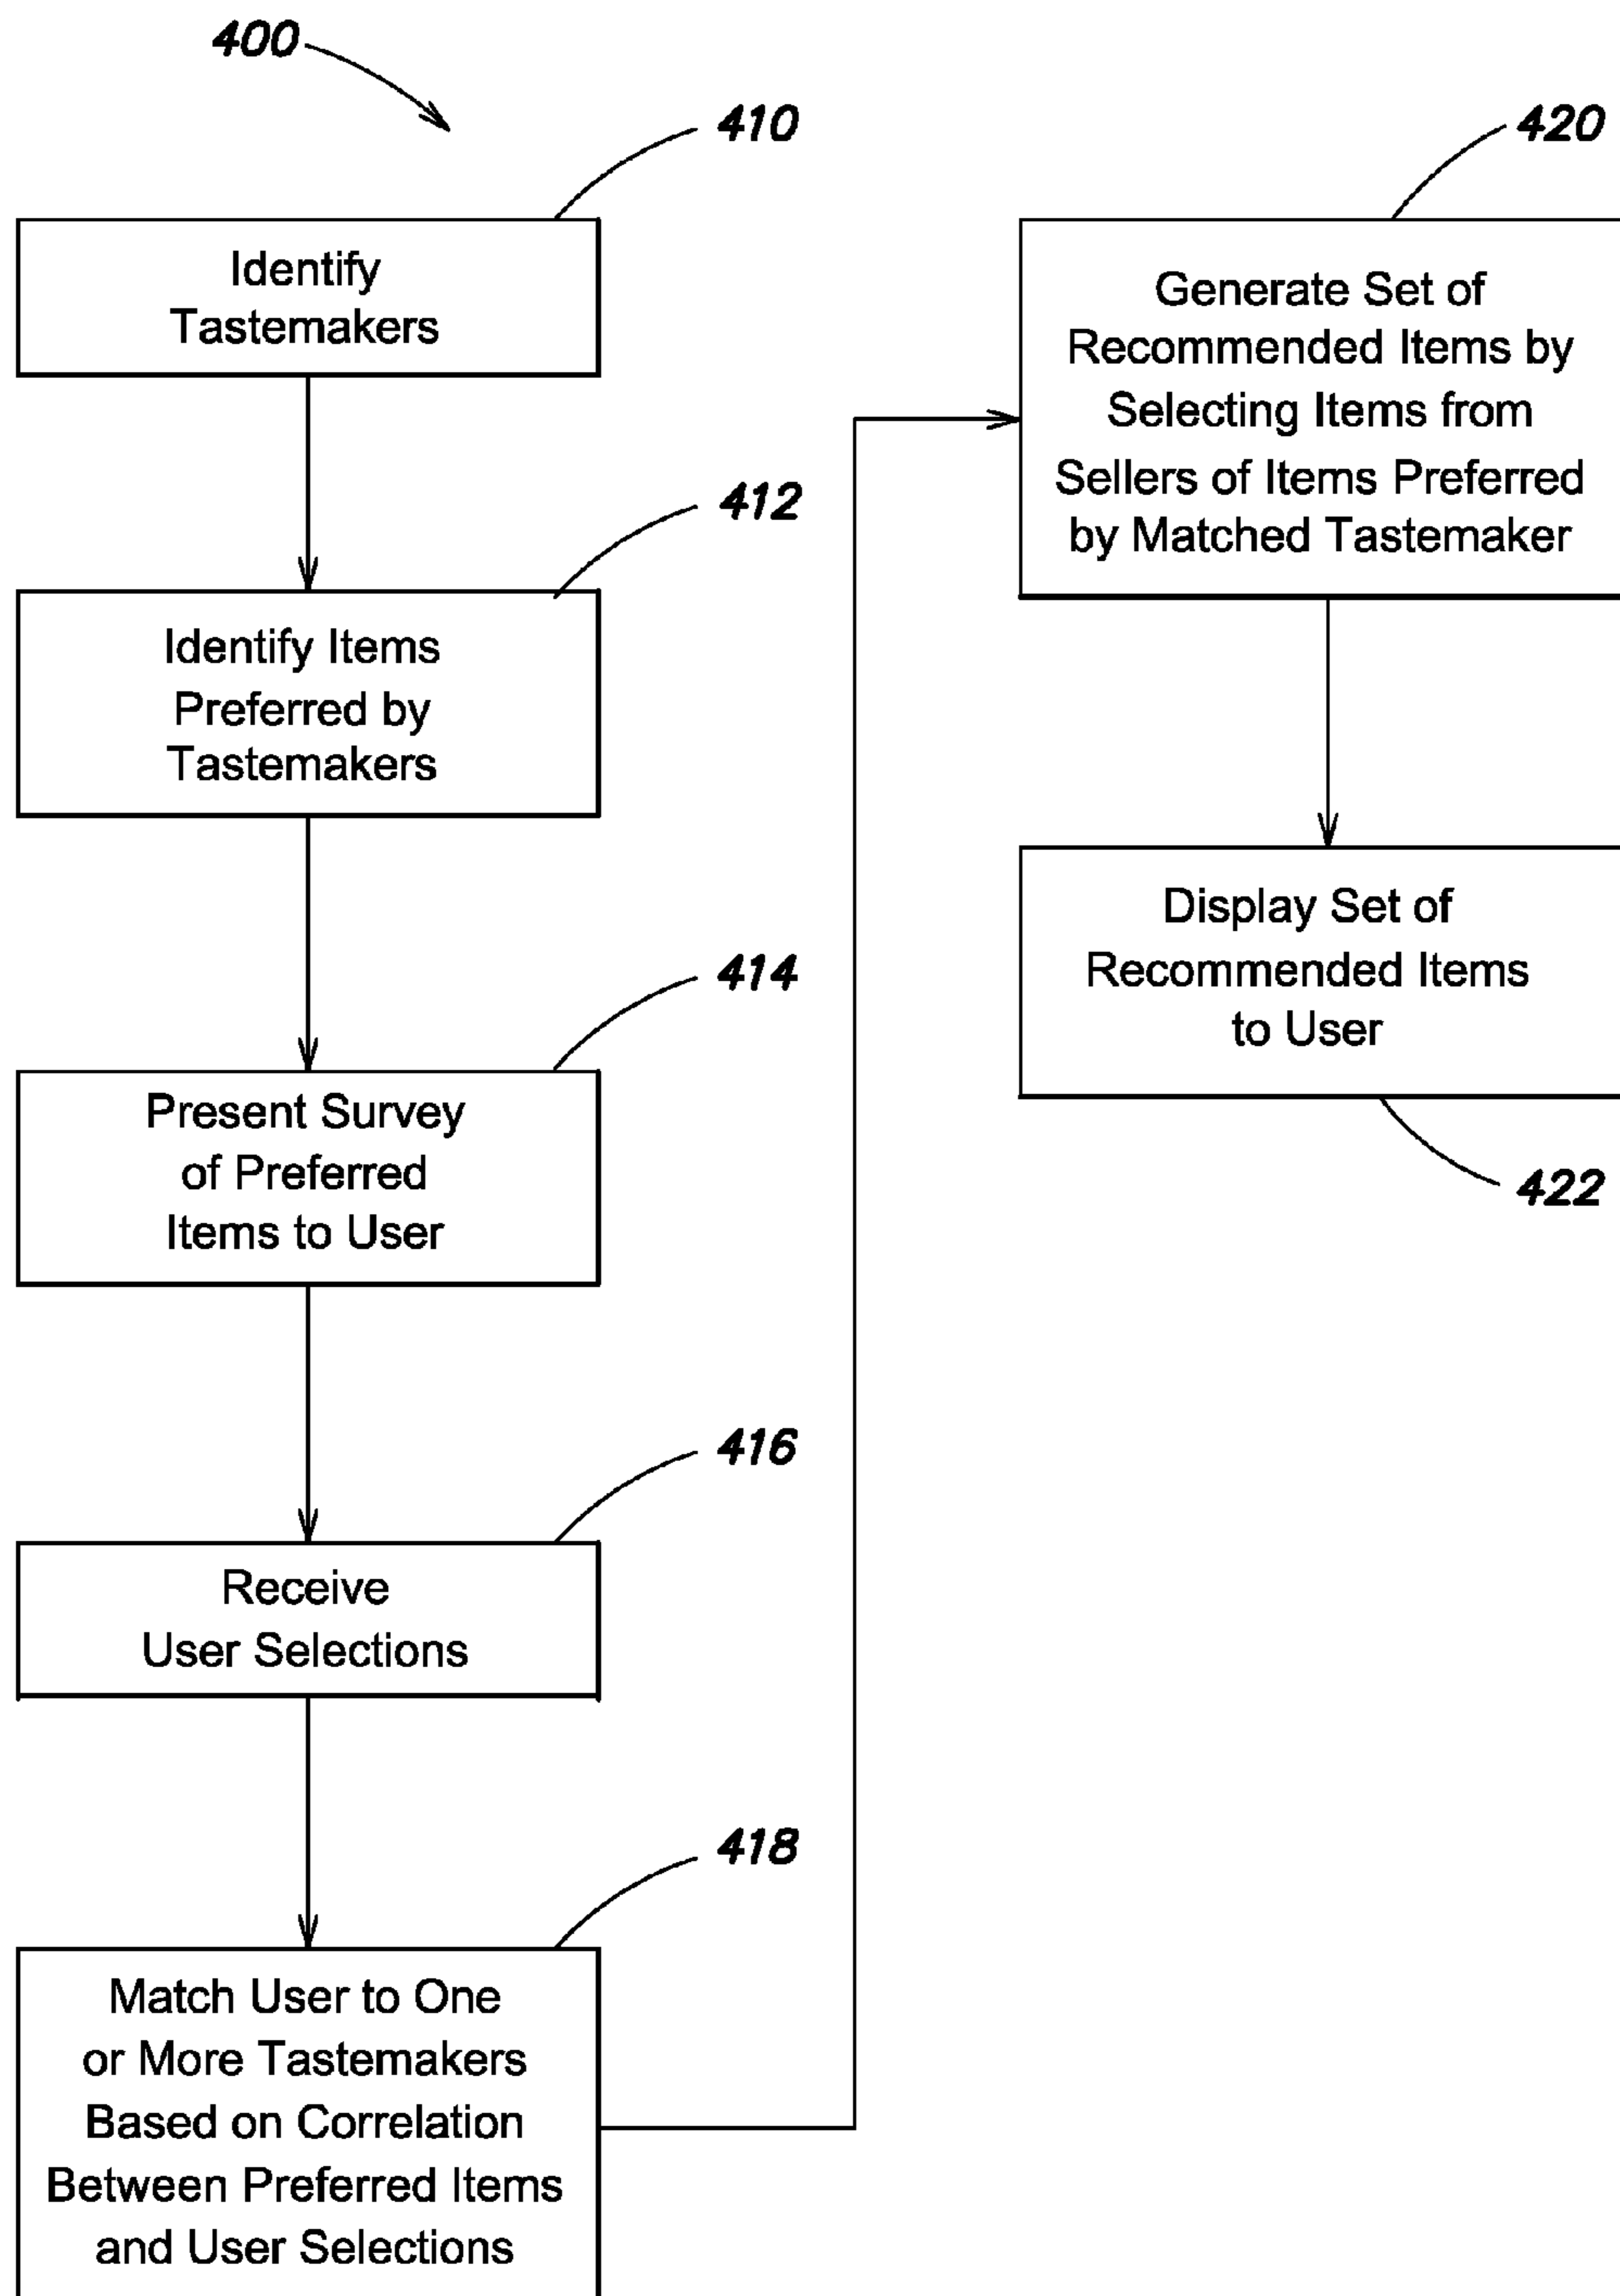 400
410
Identify
Tastemakers
412
Identify Items
Preferred by
Tastemakers
414
Present Survey
of Preferred
Items to User
416
Receive
User Selections
418
Match User to One
or More Tastemakers
Based on Correlation
Between Preferred Items
and User Selections
420
Generate Set of
Recommended Items by
Selecting Items from
Sellers of Items Preferred
by Matched Tastemaker
Display Set of
Recommended Items
to User
422